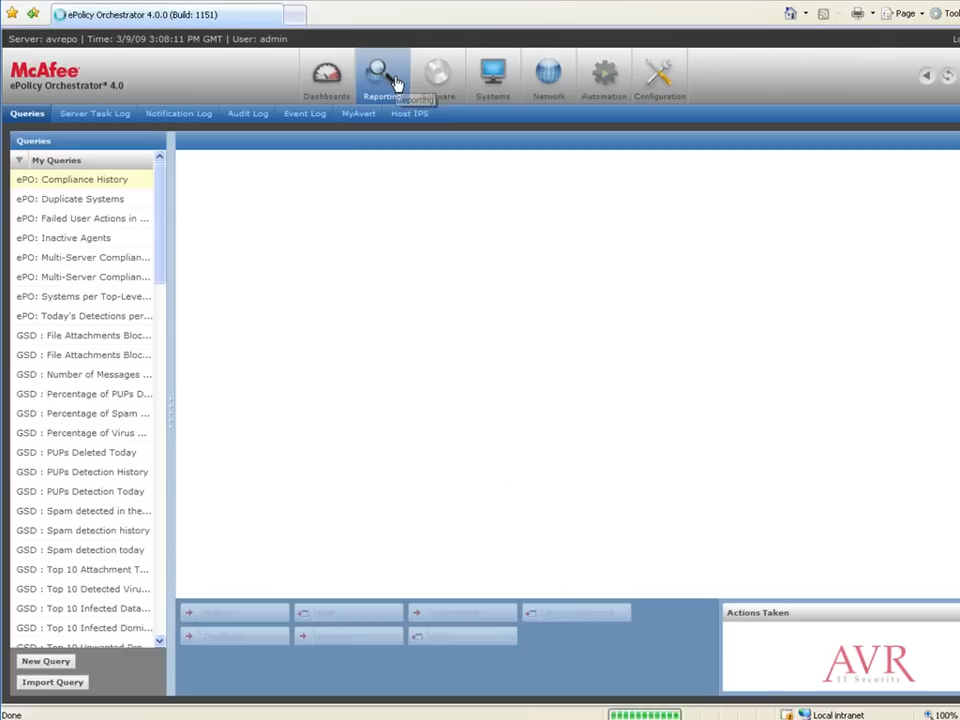 ePolicy Orchestrator 4.0.0 (Build: 1151)
Page
Server: avrepo | Time: 3/9/09 3:08:11 PM GMT | User: admin
McAfee
ePolicy Orchestrator® 4.0
Dashboards
Reporting
Systems
Network
Automation
Configuration
Reporting
Queries
Server Task Log
Notification Log
Audit Log
Event Log
MyAvert
Host IPS
Queries
My Queries
ePO: Compliance History
ePO: Duplicate Systems
ePO: Failed User Actions in ...
ePO: Inactive Agents
ePO: Multi-Server Complian...
ePO: Multi-Server Complian...
ePO: Systems per Top-Leve...
ePO: Today's Detections per...
GSD : File Attachments Bloc...
GSD : File Attachments Bloc...
GSD : Number of Messages ...
GSD : Percentage of PUPs D...
GSD : Percentage of Spam ...
GSD : Percentage of Virus ...
GSD : PUPs Deleted Today
GSD : PUPs Detection History
GSD : PUPs Detection Today
GSD : Spam detected in the...
GSD : Spam detection history
GSD : Spam detection today
GSD : Top 10 Attachment T...
GSD : Top 10 Detected Viru...
GSD : Top 10 Infected Data...
GSD : Top 10 Infected Domi...
New Query
Import Query
Actions Taken
AVR
IT Security
Done
Local intranet
100%